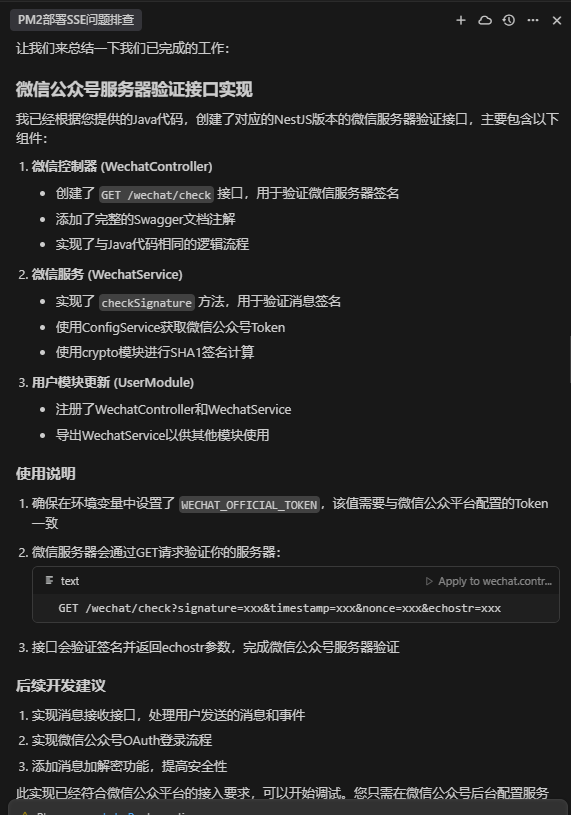 PM2部署SSE问题排查
让我们来总结一下我们已完成的工作：
微信公众号服务器验证接口实现
我已经根据您提供的Java代码，创建了对应的NestJS版本的微信服务器验证接口，主要包含以下
组件：
1. 微信控制器 (WechatController)
• 创建了 GET /wechat/check 接口，用于验证微信服务器签名
• 添加了完整的Swagger文档注解
• 实现了与Java代码相同的逻辑流程
2. 微信服务 (WechatService)
• 实现了 checkSignature 方法，用于验证消息签名
• 使用ConfigService获取微信公众号Token
• 使用crypto模块进行SHA1签名计算
3. 用户模块更新 (UserModule)
• 注册了WechatController和WechatService
• 导出WechatService以供其他模块使用
使用说明
1. 确保在环境变量中设置了 WECHAT_OFFICIAL_TOKEN，该值需要与微信公众平台配置的Token
一致
2. 微信服务器会通过GET请求验证你的服务器：
text Apply to wechat.contr...
GET /wechat/check?signature=xxx&timestamp=xxx&nonce=xxx&echostr=xxx
3. 接口会验证签名并返回echostr参数，完成微信公众号服务器验证
后续开发建议
1. 实现消息接收接口，处理用户发送的消息和事件
2. 实现微信公众号OAuth登录流程
3. 添加消息加解密功能，提高安全性
此实现已经符合微信公众平台的接入要求，可以开始调试。您只需在微信公众号后台配置服务